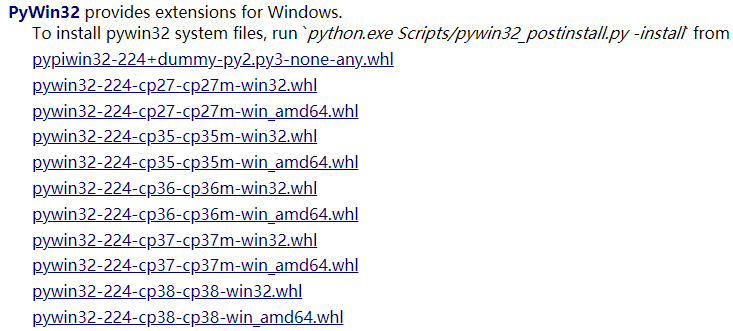 PyWin32 provides extensions for Windows.
To install pywin32 system files, run `python.exe Scripts/pywin32_postinstall.py -install` from
pypiwin32-224+dummy-py2.py3-none-any.whl
pywin32-224-cp27-cp27m-win32.whl
pywin32-224-cp27-cp27m-win_amd64.whl
pywin32-224-cp35-cp35m-win32.whl
pywin32-224-cp35-cp35m-win_amd64.whl
pywin32-224-cp36-cp36m-win32.whl
pywin32-224-cp36-cp36m-win_amd64.whl
pywin32-224-cp37-cp37m-win32.whl
pywin32-224-cp37-cp37m-win_amd64.whl
pywin32-224-cp38-cp38-win32.whl
pywin32-224-cp38-cp38-win_amd64.whl